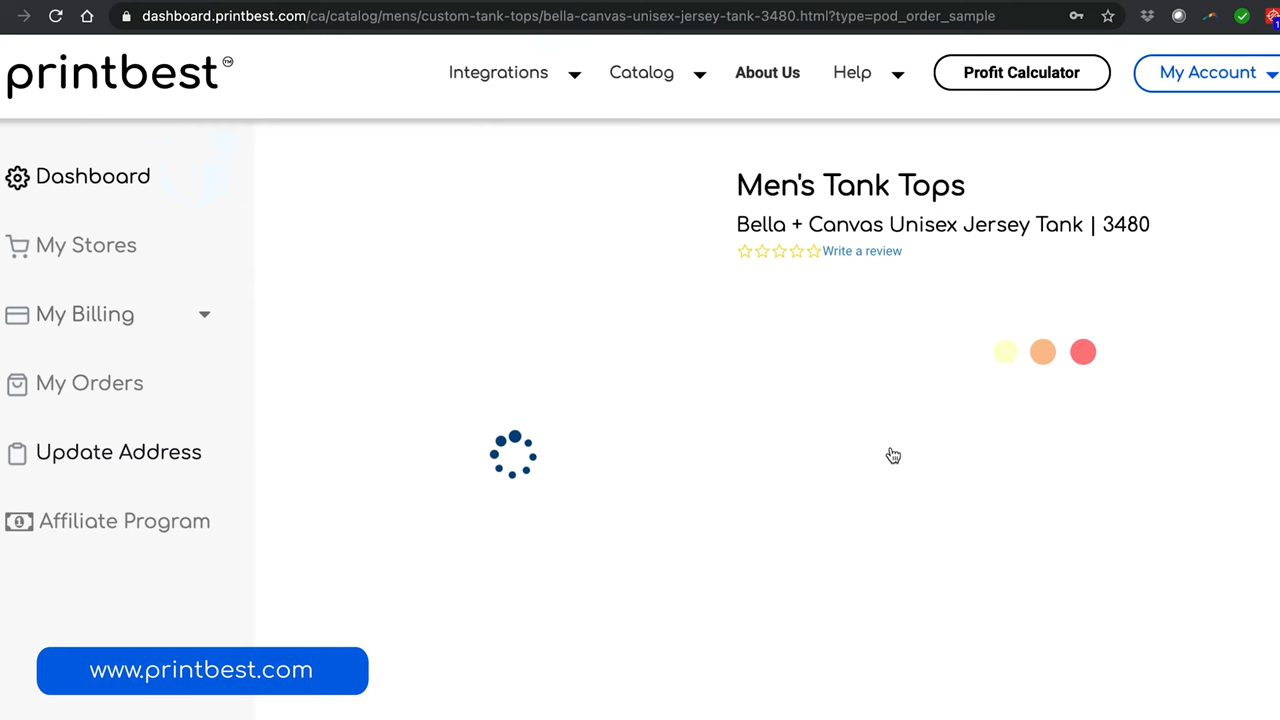 dashboard.printbest.com/ca/catalog/mens/custom-tank-tops/bella-canvas-unisex-jersey-tank-3480.html?type=pod_order_sample
printbest™
Integrations Catalog About Us Help Profit Calculator My Account
Dashboard
My Stores
My Billing
My Orders
Update Address
Affiliate Program
Men's Tank Tops
Bella + Canvas Unisex Jersey Tank | 3480
Write a review
www.printbest.com